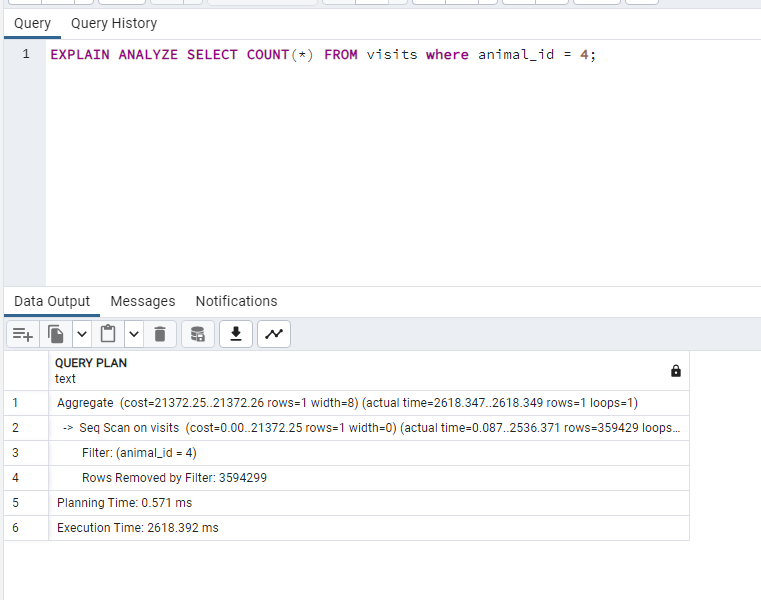 Query Query History
1 EXPLAIN ANALYZE SELECT COUNT(*) FROM visits where animal_id = 4;
Data Output Messages Notifications
QUERY PLAN
text
1 Aggregate (cost=21372.25..21372.26 rows=1 width=8) (actual time=2618.347..2618.349 rows=1 loops=1)
2 -> Seq Scan on visits (cost=0.00..21372.25 rows=1 width=0) (actual time=0.087..2536.371 rows=359429 loops...
3 Filter: (animal_id = 4)
4 Rows Removed by Filter: 3594299
5 Planning Time: 0.571 ms
6 Execution Time: 2618.392 ms